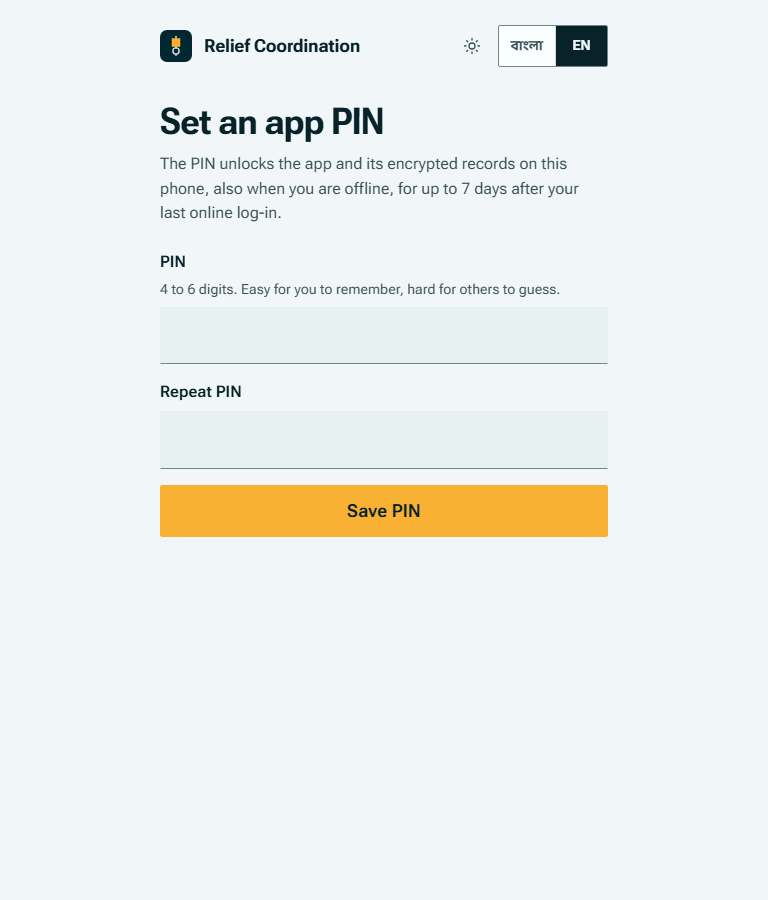 Relief Coordination
বাংলা
EN
Set an app PIN
The PIN unlocks the app and its encrypted records on this
phone, also when you are offline, for up to 7 days after your
last online log-in.
PIN
4 to 6 digits. Easy for you to remember, hard for others to guess.
Repeat PIN
Save PIN